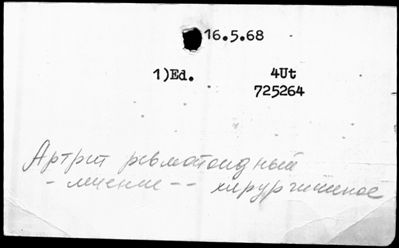 16.5.68
1)Ed. 4Ut
725264
Артрит ревматоидный
- лечение -- хирургическое